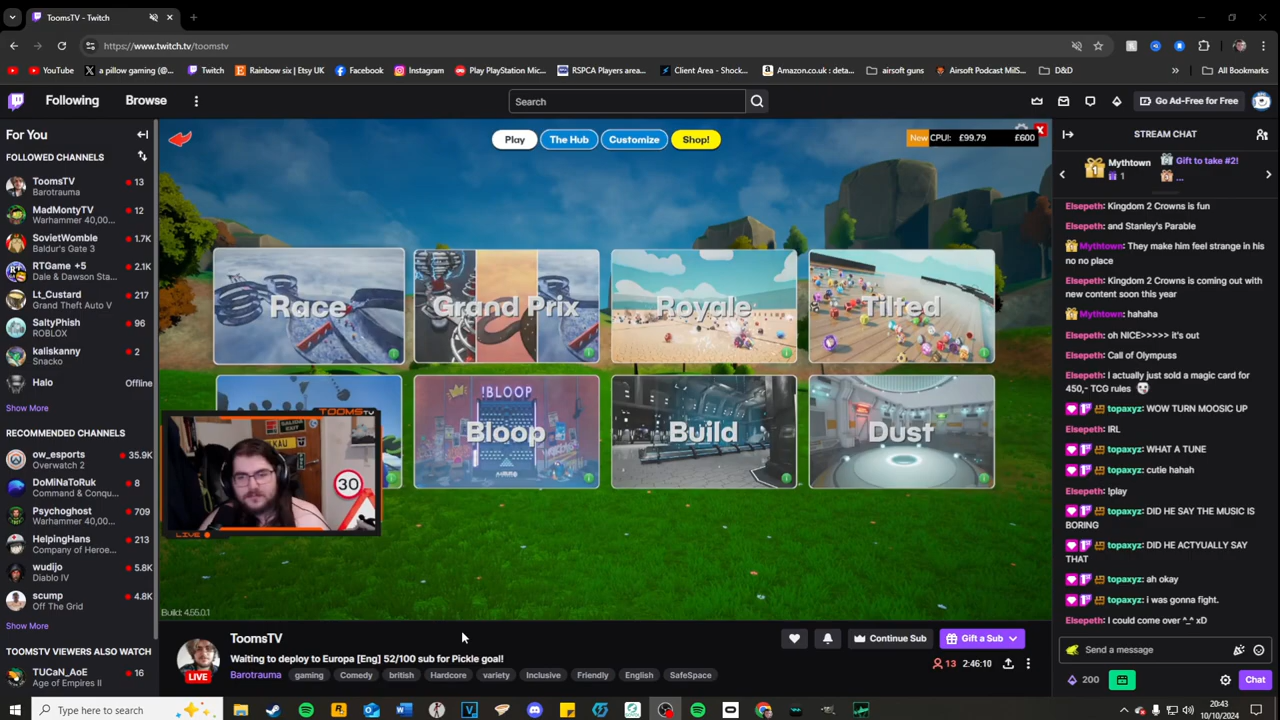 ToomsTV - Twitch
https://www.twitch.tv/toomstv
YouTube
a pillow gaming (@...
Twitch
Rainbow six | Etsy UK
Facebook
Instagram
Play PlayStation Mic...
RSPCA Players area...
Client Area - Shock...
Amazon.co.uk : deta...
airsoft guns
Airsoft Podcast MilS...
D&D
All Bookmarks
Following
Browse
Search
Go Ad-Free for Free
For You
FOLLOWED CHANNELS
ToomsTV 13
Barotrauma
MadMontyTV 12
Warhammer 40,00...
SovietWomble 1.7K
Baldur's Gate 3
RTGame +5 2.1K
Dale & Dawson Sta...
Lt_Custard 217
Grand Theft Auto V
SaltyPhish 96
ROBLOX
kaliskanny 2
Snacko
Halo Offline
Show More
RECOMMENDED CHANNELS
ow_esports 35.9K
Overwatch 2
DoMiNaToRuk 8
Command & Conqu...
Psychoghost 709
Warhammer 40,00...
HelpingHans 213
Company of Heroe...
wudijo 5.8K
Diablo IV
scump 4.8K
Off The Grid
Show More
TOOMSTV VIEWERS ALSO WATCH
TUCaN_AoE 16
Age of Empires II
Play
The Hub
Customize
Shop!
New CPU: £99.79 £600
Race
Grand Prix
Royale
Tilted
!BLOOP
Bloop
Build
Dust
TOOMSTV
SALIDA
EXIT
30
LIVE
Build: 4.55.0.1
ToomsTV
Waiting to deploy to Europa [Eng] 52/100 sub for Pickle goal!
Barotrauma gaming Comedy british Hardcore variety Inclusive Friendly English SafeSpace
LIVE
Continue Sub
Gift a Sub
13 2:46:10
STREAM CHAT
1
Mythtown
1
Gift to take #2!
...
Elsepeth: Kingdom 2 Crowns is fun
Elsepeth: and Stanley's Parable
Mythtown: They make him feel strange in his
no no place
Elsepeth: Kingdom 2 Crowns is coming out with
new content soon this year
Mythtown: hahaha
Elsepeth: oh NICE>>>>> it's out
Elsepeth: Call of Olympuss
Elsepeth: I actually just sold a magic card for
450,- TCG rules
topaxyz: WOW TURN MOOSIC UP
Elsepeth: IRL
topaxyz: WHAT A TUNE
topaxyz: cutie hahah
Elsepeth: !play
topaxyz: DID HE SAY THE MUSIC IS
BORING
topaxyz: DID HE ACTYUALLY SAY
THAT
topaxyz: ah okay
topaxyz: i was gonna fight.
Elsepeth: I could come over ^_^ xD
Send a message
200
Chat
Type here to search
20:43
10/10/2024